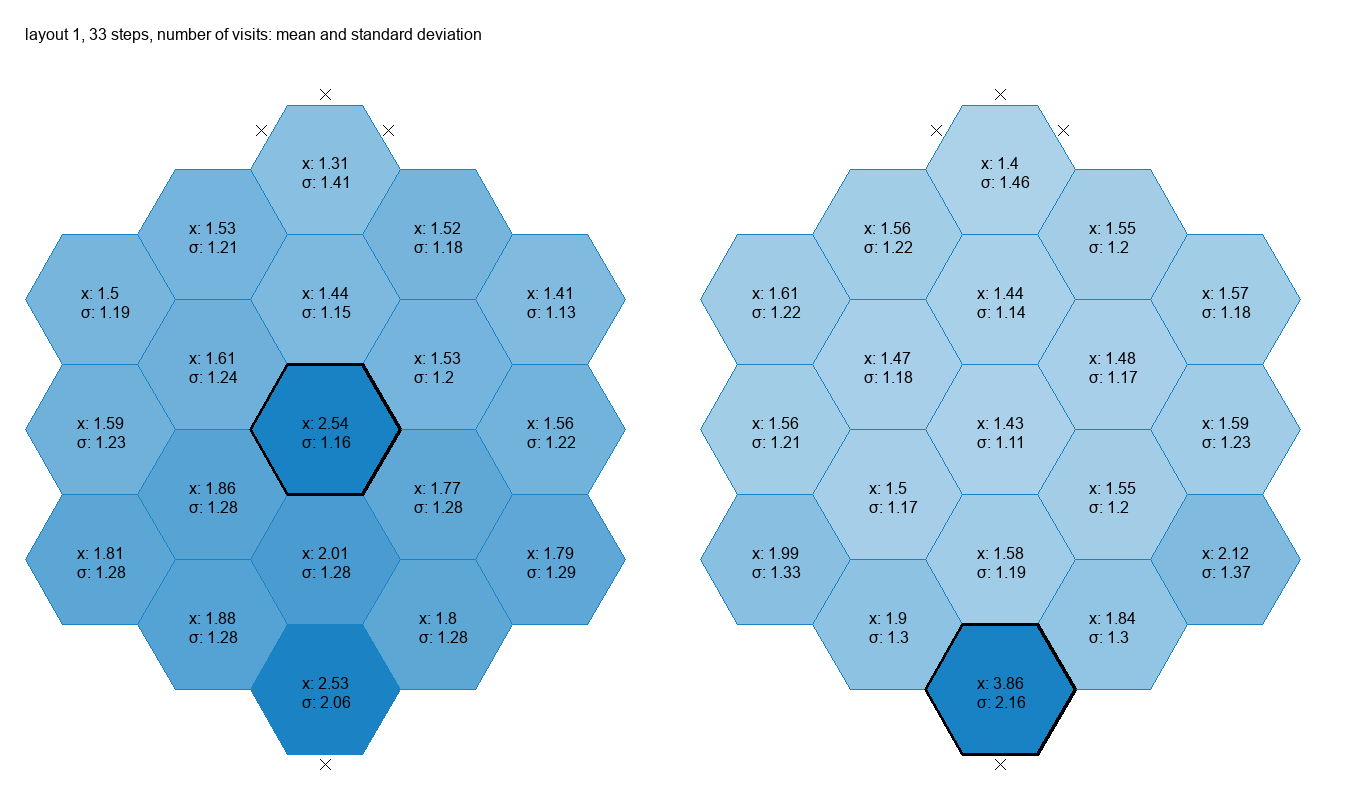 layout 1, 33 steps, number of visits: mean and standard deviation
x: 1.31
σ: 1.41
x: 1.53
σ: 1.21
x: 1.52
σ: 1.18
x: 1.5
σ: 1.19
x: 1.44
σ: 1.15
x: 1.41
σ: 1.13
x: 1.61
σ: 1.24
x: 1.53
σ: 1.2
x: 1.59
σ: 1.23
x: 2.54
σ: 1.16
x: 1.56
σ: 1.22
x: 1.86
σ: 1.28
x: 1.77
σ: 1.28
x: 1.81
σ: 1.28
x: 2.01
σ: 1.28
x: 1.79
σ: 1.29
x: 1.88
σ: 1.28
x: 1.8
σ: 1.28
x: 2.53
σ: 2.06
x: 1.4
σ: 1.46
x: 1.56
σ: 1.22
x: 1.55
σ: 1.2
x: 1.61
σ: 1.22
x: 1.44
σ: 1.14
x: 1.57
σ: 1.18
x: 1.47
σ: 1.18
x: 1.48
σ: 1.17
x: 1.56
σ: 1.21
x: 1.43
σ: 1.11
x: 1.59
σ: 1.23
x: 1.5
σ: 1.17
x: 1.55
σ: 1.2
x: 1.99
σ: 1.33
x: 1.58
σ: 1.19
x: 2.12
σ: 1.37
x: 1.9
σ: 1.3
x: 1.84
σ: 1.3
x: 3.86
σ: 2.16